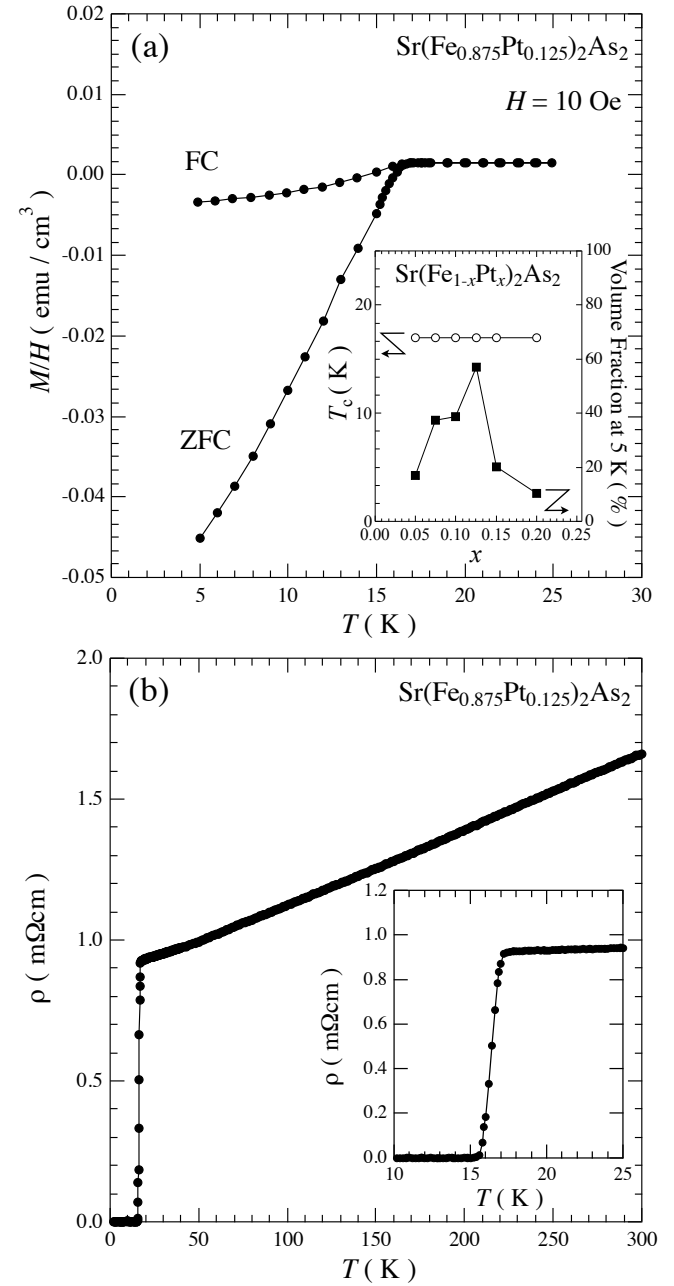 (a)
Sr(Fe0.875Pt0.125)2As2
H = 10 Oe
FC
ZFC
M/H ( emu / cm3 )
0.02
0.01
0.00
-0.01
-0.02
-0.03
-0.04
-0.05
0 5 10 15 20 25 30
T ( K )
Sr(Fe1-xPtx)2As2
Tc ( K )
20
10
0
Volume Fraction at 5 K ( % )
100
80
60
40
20
0
0.00 0.05 0.10 0.15 0.20 0.25
x
(b)
Sr(Fe0.875Pt0.125)2As2
ρ ( mΩcm )
2.0
1.5
1.0
0.5
0.0
0 50 100 150 200 250 300
T ( K )
ρ ( mΩcm )
1.2
1.0
0.8
0.6
0.4
0.2
0.0
10 15 20 25
T ( K )